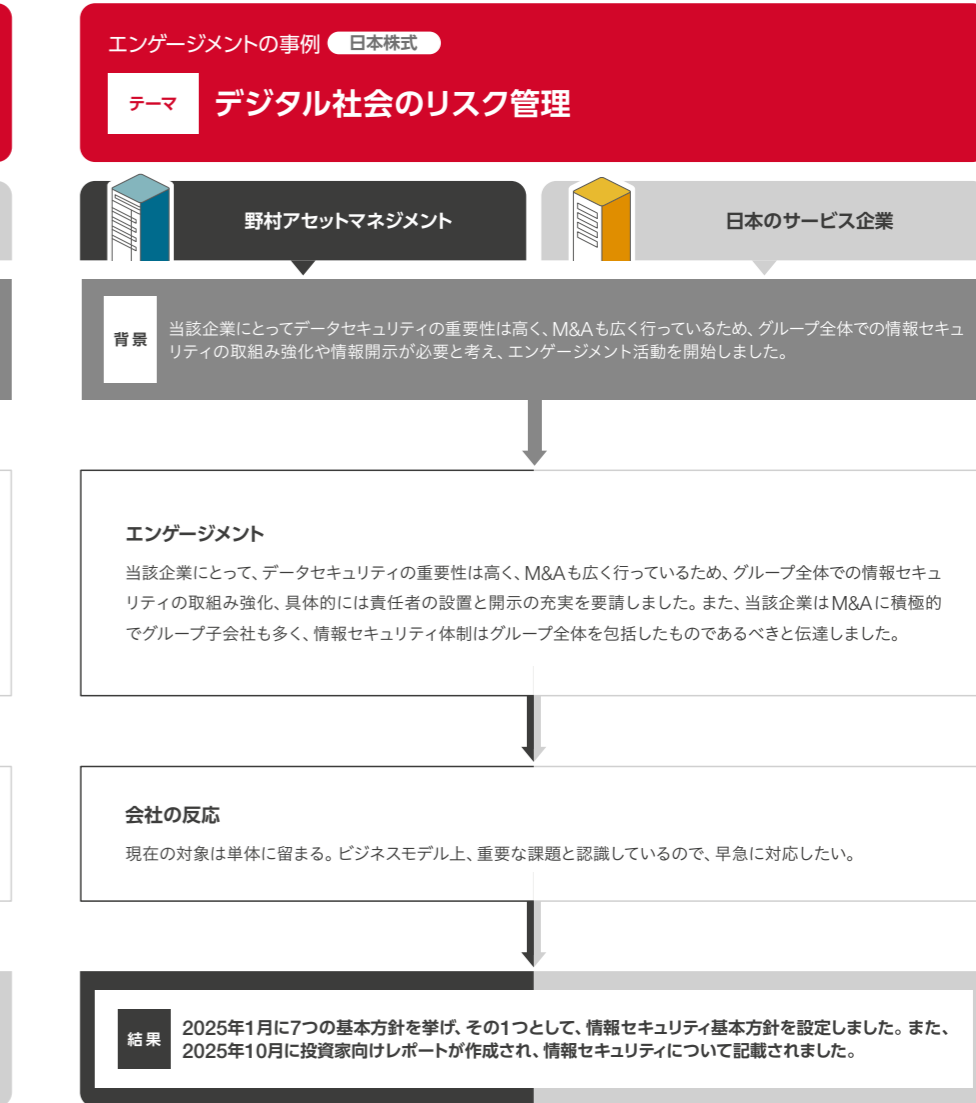 エンゲージメントの事例 日本株式
テーマ デジタル社会のリスク管理
野村アセットマネジメント
日本のサービス企業
背景
当該企業にとってデータセキュリティの重要性は高く、M&Aも広く行っているため、グループ全体での情報セキュ
リティの取組み強化や情報開示が必要と考え、エンゲージメント活動を開始しました。
エンゲージメント
当該企業にとって、データセキュリティの重要性は高く、M&Aも広く行っているため、グループ全体での情報セキュ
リティの取組み強化、具体的には責任者の設置と開示の充実を要請しました。また、当該企業はM&Aに積極的
でグループ子会社も多く、情報セキュリティ体制はグループ全体を包括したものであるべきと伝達しました。
会社の反応
現在の対象は単体に留まる。ビジネスモデル上、重要な課題と認識しているので、早急に対応したい。
結果
2025年1月に7つの基本方針を挙げ、その1つとして、情報セキュリティ基本方針を設定しました。また、
2025年10月に投資家向けレポートが作成され、情報セキュリティについて記載されました。